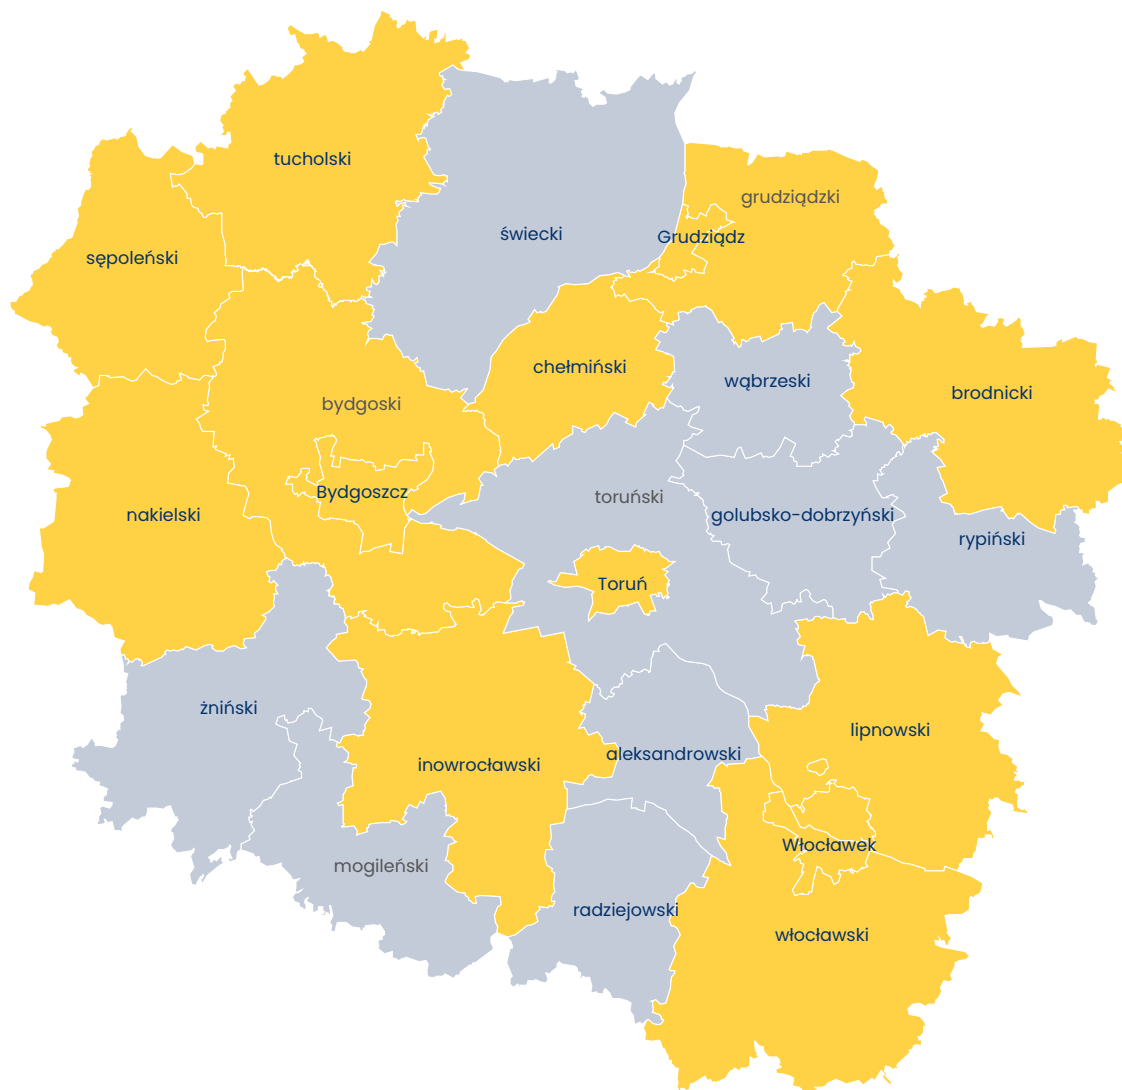 tucholski
grudziądzki
świecki
Grudziądz
sępoleński
chełmiński
wąbrzeski
brodnicki
bydgoski
Bydgoszcz
toruński
nakielski
golubsko-dobrzyński
rypiński
Toruń
żniński
lipnowski
aleksandrowski
inowrocławski
Włocławek
mogileński
radziejowski
włocławski